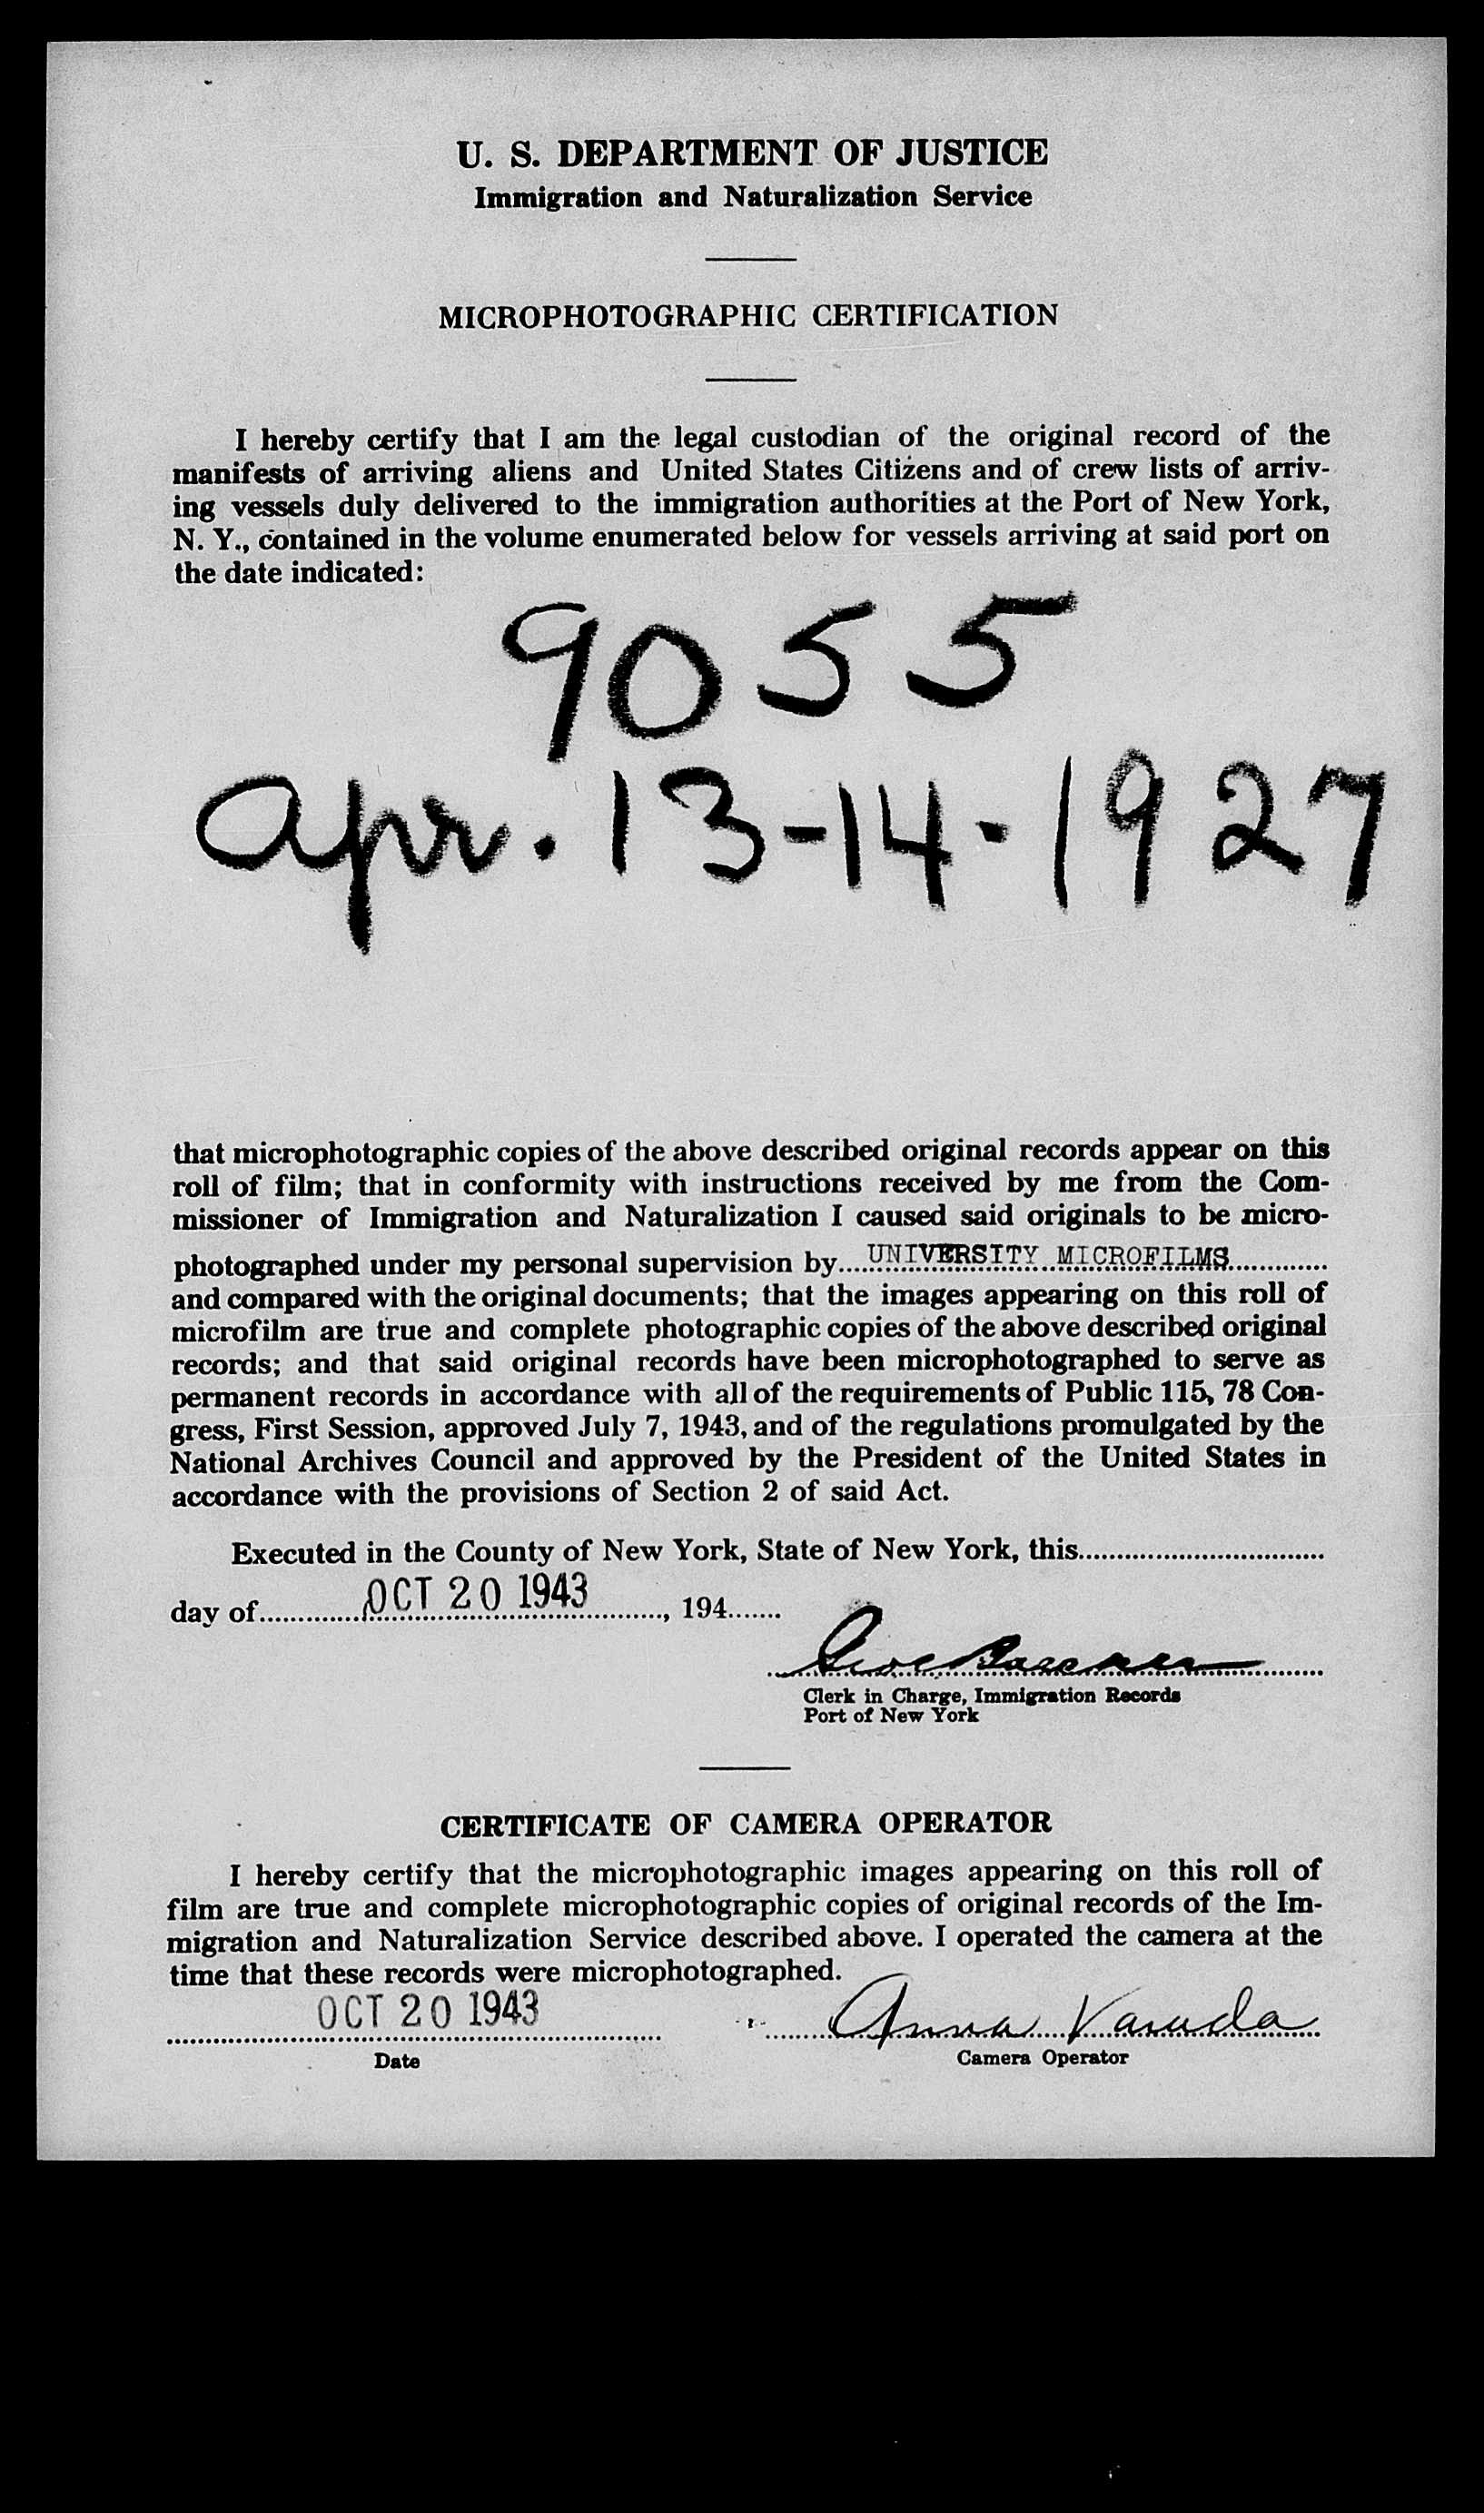 U. S. DEPARTMENT OF JUSTICE
Immigration and Naturalization Service
MICROPHOTOGRAPHIC CERTIFICATION
I hereby certify that I am the legal custodian of the original record of the
manifests of arriving aliens and United States Citizens and of crew lists of arriv-
ing vessels duly delivered to the immigration authorities at the Port of New York,
N. Y., contained in the volume enumerated below for vessels arriving at said port on
the date indicated:
9055
Apr. 13-14-1927
that microphotographic copies of the above described original records appear on this
roll of film; that in conformity with instructions received by me from the Com-
missioner of Immigration and Naturalization I caused said originals to be micro-
photographed under my personal supervision by.....UNIVERSITY MICROFILMS.............
and compared with the original documents; that the images appearing on this roll of
microfilm are true and complete photographic copies of the above described original
records; and that said original records have been microphotographed to serve as
permanent records in accordance with all of the requirements of Public 115, 78 Con-
gress, First Session, approved July 7, 1943, and of the regulations promulgated by the
National Archives Council and approved by the President of the United States in
accordance with the provisions of Section 2 of said Act.
Executed in the County of New York, State of New York, this................................
day of.............OCT 20 1943.........., 194.......
Clerk in Charge, Immigration Records
Port of New York
CERTIFICATE OF CAMERA OPERATOR
I hereby certify that the microphotographic images appearing on this roll of
film are true and complete microphotographic copies of original records of the Im-
migration and Naturalization Service described above. I operated the camera at the
time that these records were microphotographed.
OCT 20 1943 Anna Varuda
Date Camera Operator